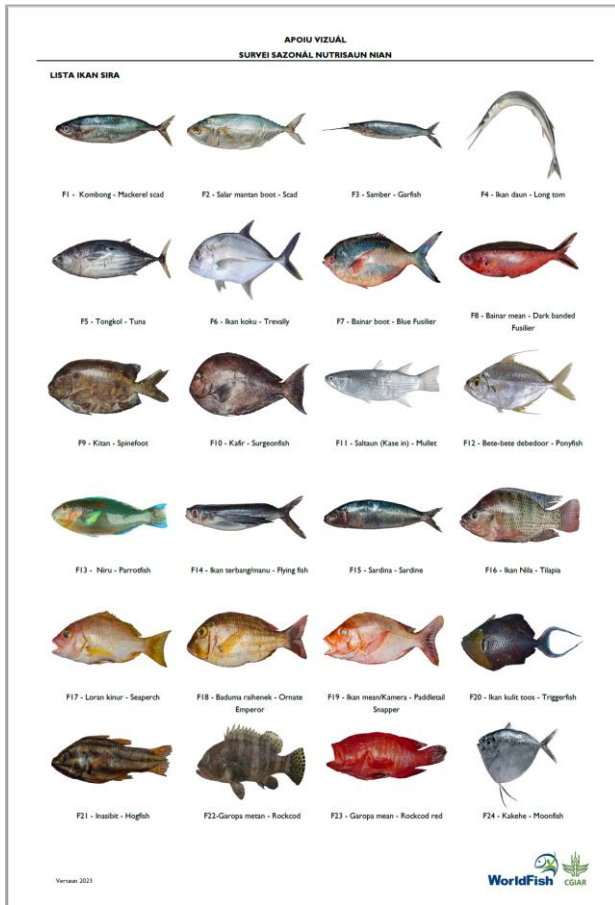 APOIU VIZUÁL
SURVEI SAZONÁL NUTRISAUN NIAN
LISTA IKAN SIRA
F1 - Kombong - Mackerel scad
F2 - Salar mantan boot - Scad
F3 - Samber - Garfish
F4 - Ikan daun - Long tom
F5 - Tongkol - Tuna
F6 - Ikan koku - Trevally
F7 - Bainar boot - Blue Fusilier
F8 - Bainar mean - Dark banded
Fusilier
F9 - Kitan - Spinefoot
F10 - Kafir - Surgeonfish
F11 - Saltaun (Kase in) - Mullet
F12 - Bete-bete debedoor - Ponyfish
F13 - Niru - Parrotfish
F14 - Ikan terbang/manu - Flying fish
F15 - Sardina - Sardine
F16 - Ikan Nila - Tilapia
F17 - Loran kinur - Seaperch
F18 - Baduma raihenek - Ornate
Emperor
F19 - Ikan mean/Kamera - Paddletail
Snapper
F20 - Ikan kulit toos - Triggerfish
F21 - Inasibit - Hogfish
F22-Garopa metan - Rockcod
F23 - Garopa mean - Rockcod red
F24 - Kakehe - Moonfish
Versaun 2023
WorldFish
CGIAR